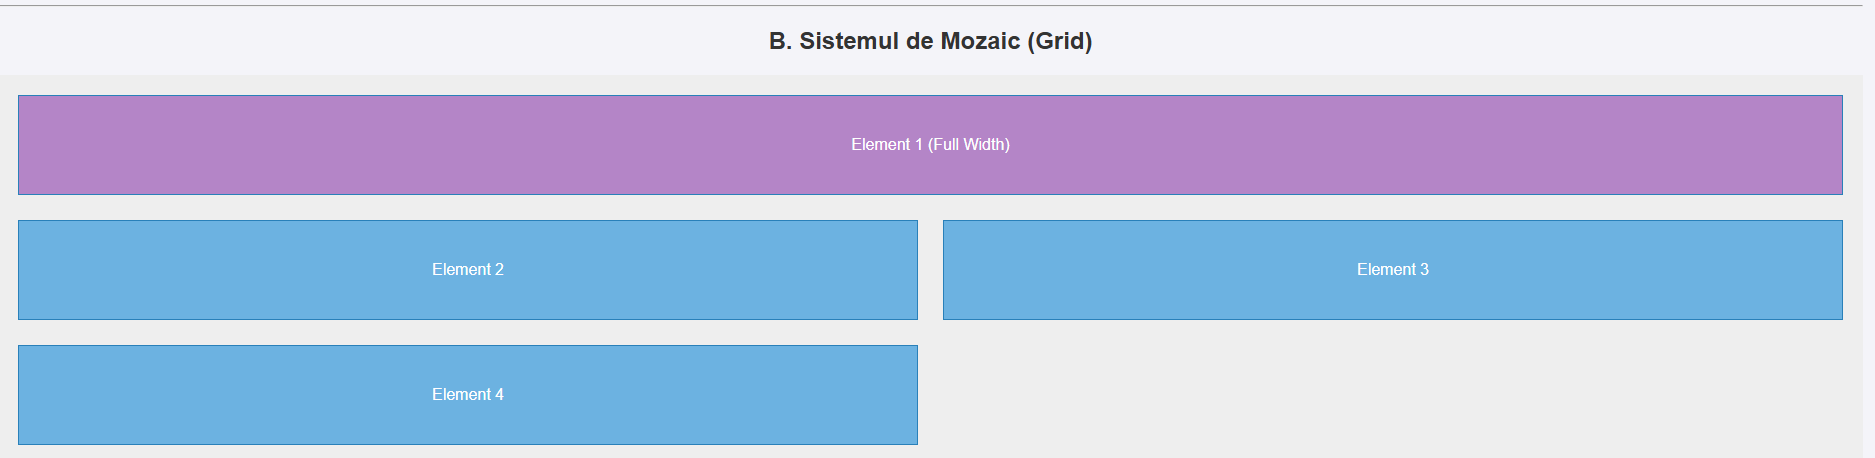 B. Sistemul de Mozaic (Grid)
Element 1 (Full Width)
Element 2
Element 3
Element 4